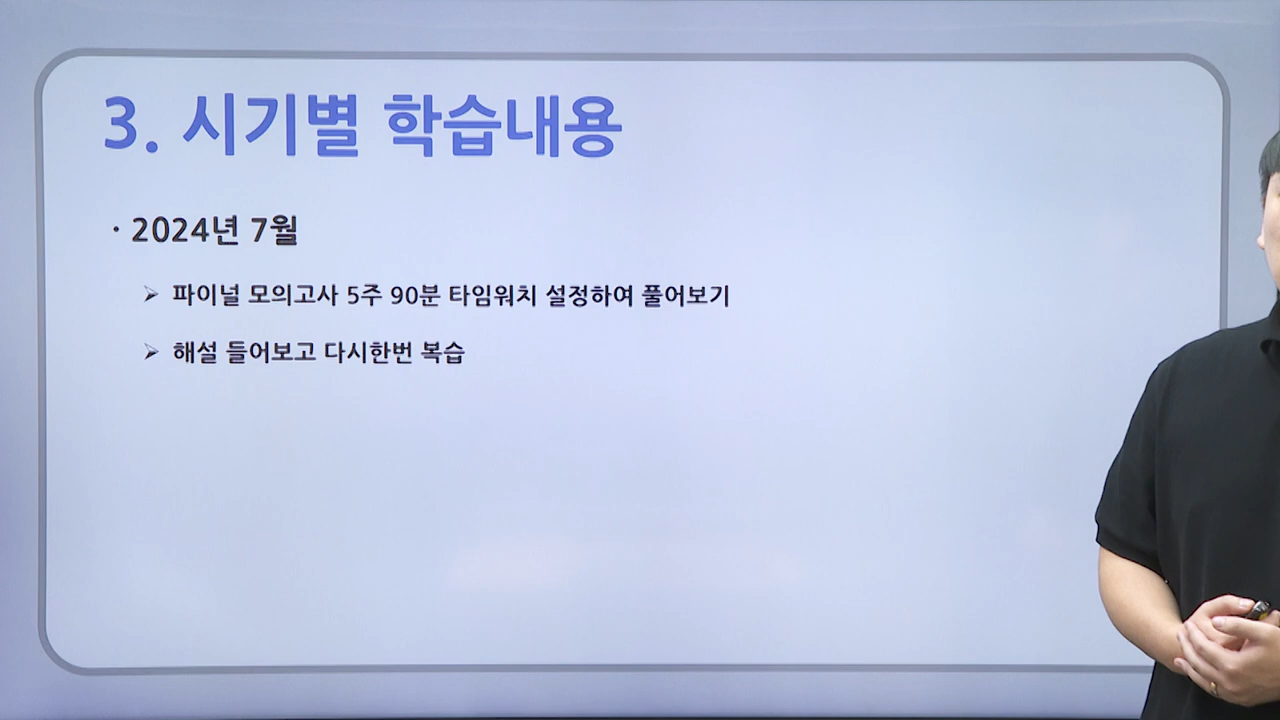 3. 시기별 학습내용
· 2024년 7월
➢ 파이널 모의고사 5주 90분 타임워치 설정하여 풀어보기
➢ 해설 들어보고 다시한번 복습